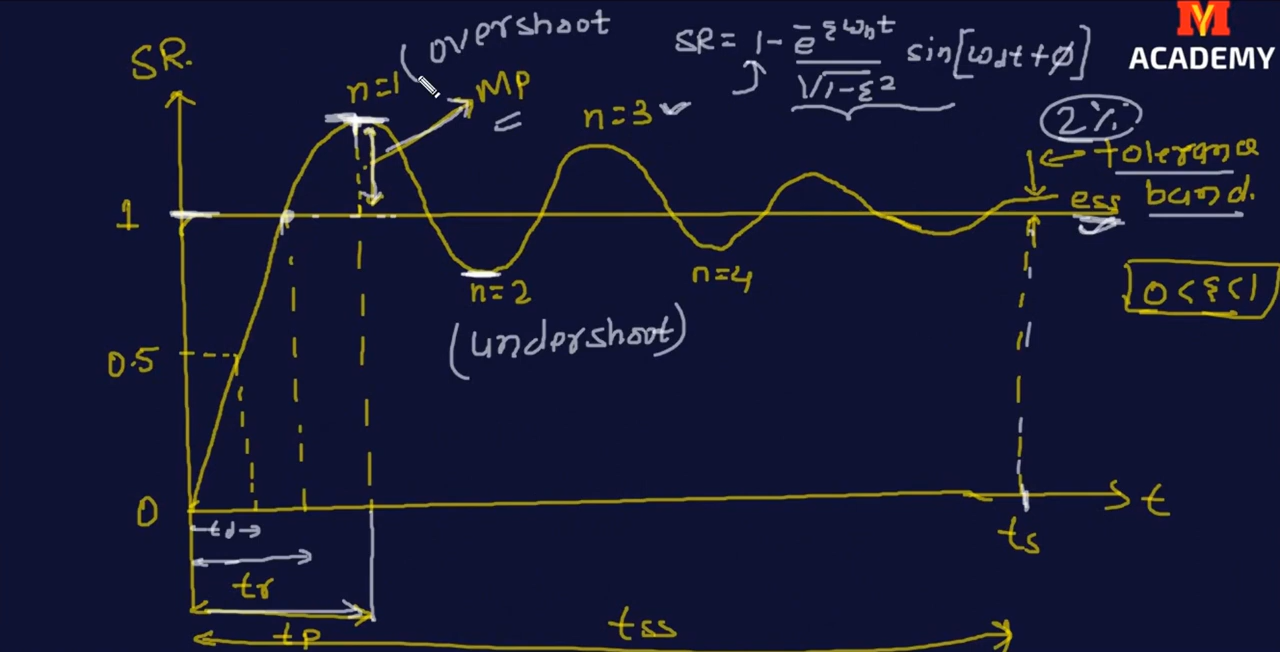 M
ACADEMY
SR.
(overshoot
SR = 1 - e^-ξωnt / √1-ξ² sin[ωdt + φ]
n=1
MP
n=3
2%
tolerance
band.
ess
1
n=2
n=4
0<ξ<1
(undershoot)
0.5
0
t
td
ts
tr
tp
tss